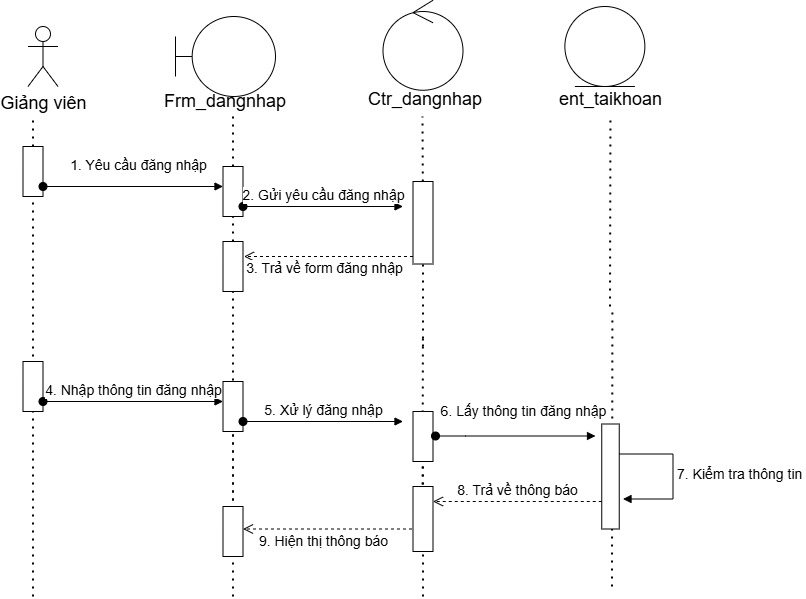 Giảng viên
Frm_dangnhap
Ctr_dangnhap
ent_taikhoan
1. Yêu cầu đăng nhập
2. Gửi yêu cầu đăng nhập
3. Trả về form đăng nhập
4. Nhập thông tin đăng nhập
5. Xử lý đăng nhập
6. Lấy thông tin đăng nhập
7. Kiểm tra thông tin
8. Trả về thông báo
9. Hiện thị thông báo